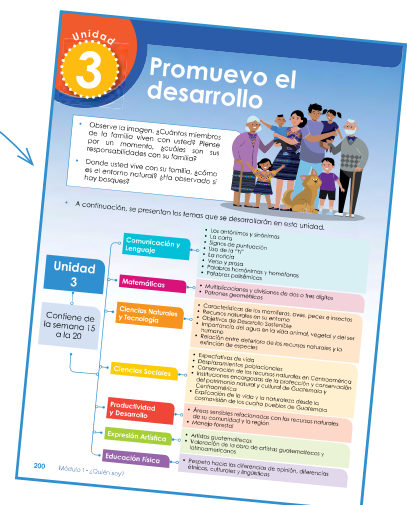 Unidad
3
Promuevo el
desarrollo
• Observe la imagen. ¿Cuántos miembros
de la familia viven con usted? Piense
por un momento, ¿cuáles son sus
responsabilidades con su familia?
• Donde usted vive con su familia, ¿cómo
es el entorno natural? ¿Ha observado si
hay bosques?
• A continuación, se presentan los temas que se desarrollarán en esta unidad.
Unidad
3
Contiene de
la semana 15
a la 20
Comunicación y
Lenguaje
• Los antónimos y sinónimos
• La carta
• Signos de puntuación
• Uso de la "h"
• La noticia
• Verso y prosa
• Palabras homónimas y homófonas
• Palabras polisémicas
Matemáticas
• Multiplicaciones y divisiones de dos o tres dígitos
• Patrones geométricos
Ciencias Naturales
y Tecnología
• Características de los mamíferos, aves, peces e insectos
• Recursos naturales en su entorno
• Objetivos de Desarrollo Sostenible
• Importancia del agua en la vida animal, vegetal y del ser
humano
• Relación entre deterioro de los recursos naturales y la
extinción de especies
Ciencias Sociales
• Expectativas de vida
• Desplazamientos poblacionales
• Conservación de los recursos naturales en Centroamérica
• Instituciones encargadas de la protección y conservación
del patrimonio natural y cultural de Guatemala y
Centroamérica
• Explicación de la vida y la naturaleza desde la
cosmovisión de los cuatro pueblos de Guatemala
Productividad
y Desarrollo
• Áreas sensibles relacionadas con los recursos naturales
de su comunidad y la región
• Manejo forestal
Expresión Artística
• Artistas guatemaltecos
• Valoración de la obra de artistas guatemaltecos y
latinoamericanos
Educación Física
• Respeto hacia las diferencias de opinión, diferencias
étnicas, culturales y lingüísticas
200 Módulo 1 • ¿Quién soy?